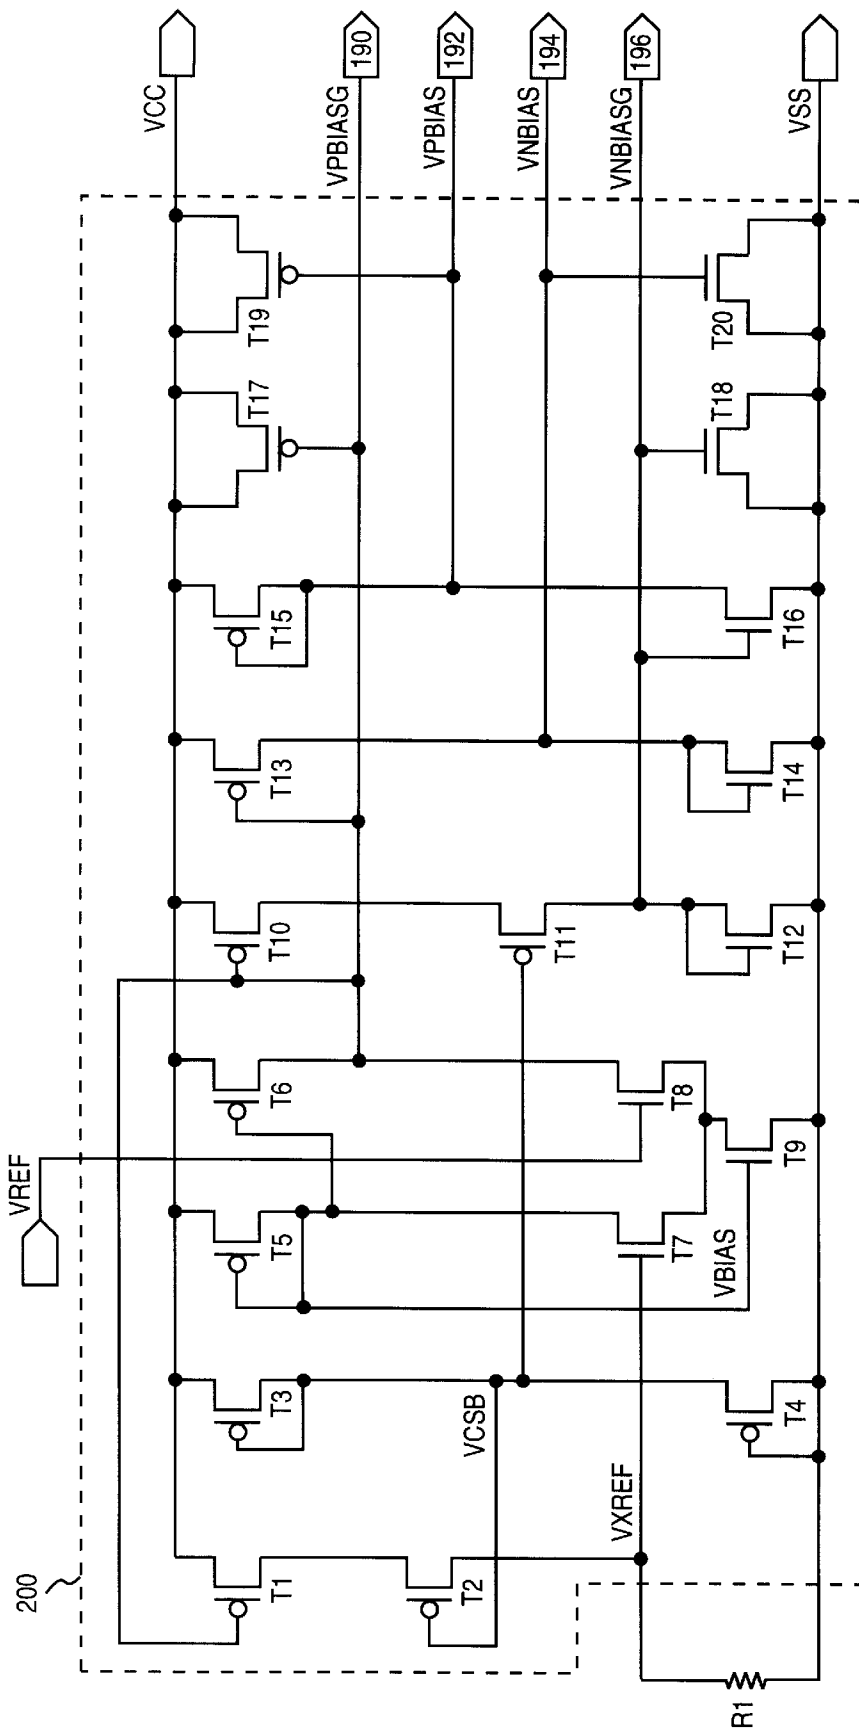 200
VREF
VCC
VPBIASG
190
VPBIAS
192
VNBIAS
194
VNBIASG
196
VSS
T1
T2
T3
T4
T5
T6
T7
T8
T9
T10
T11
T12
T13
T14
T15
T16
T17
T18
T19
T20
VCSB
VXREF
VBIAS
R1